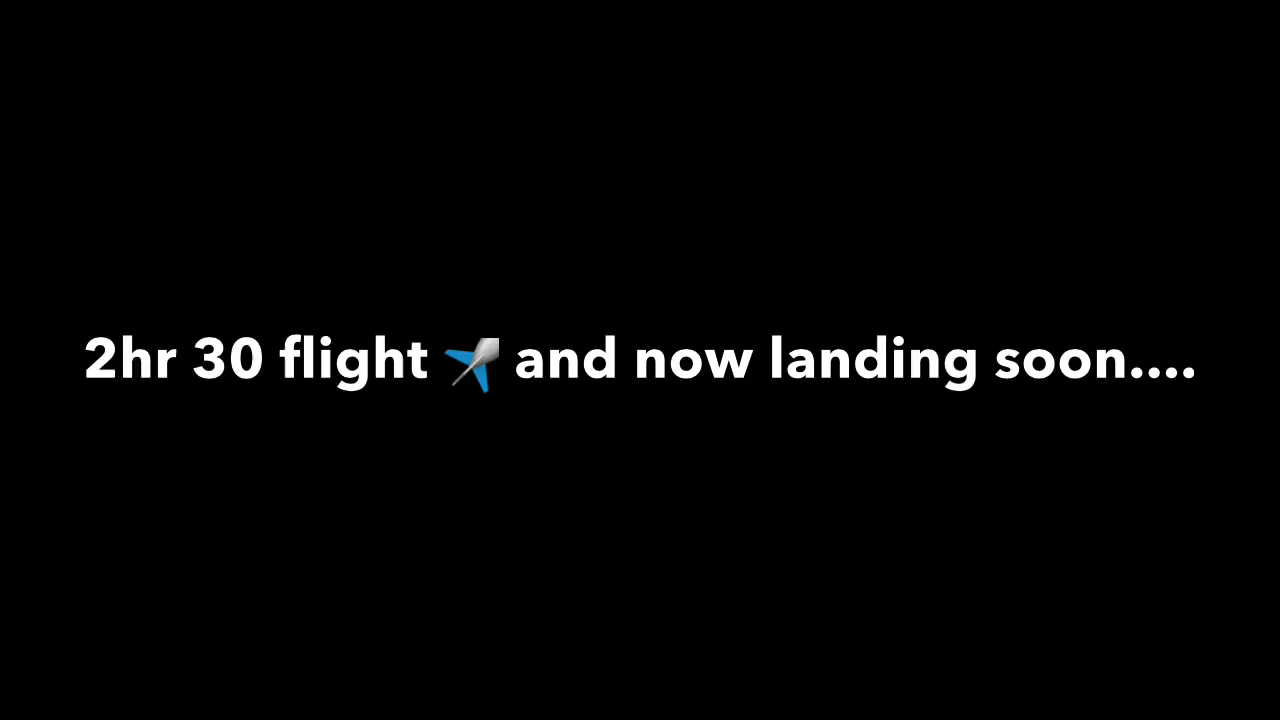 2hr 30 flight ✈️ and now landing soon....